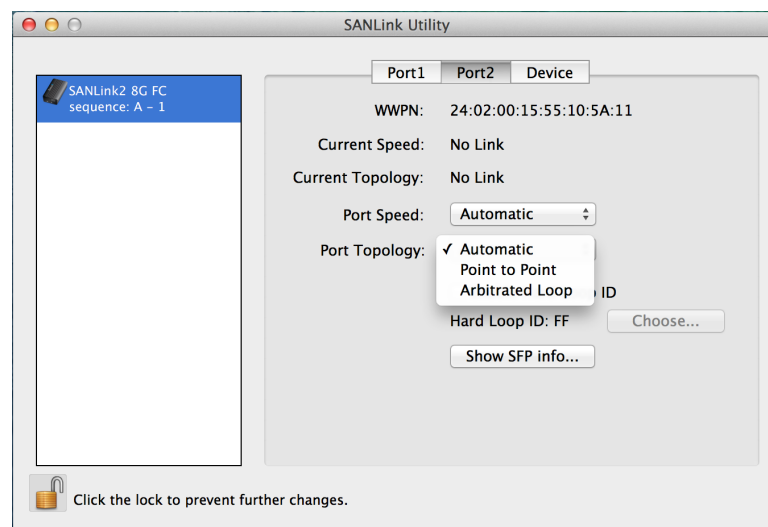 SANLink Utility
SANLink2 8G FC
sequence: A – 1
Port1 Port2 Device
WWPN: 24:02:00:15:55:10:5A:11
Current Speed: No Link
Current Topology: No Link
Port Speed: Automatic
Port Topology: ✓ Automatic
Point to Point
Arbitrated Loop
ID
Hard Loop ID: FF Choose...
Show SFP info...
Click the lock to prevent further changes.